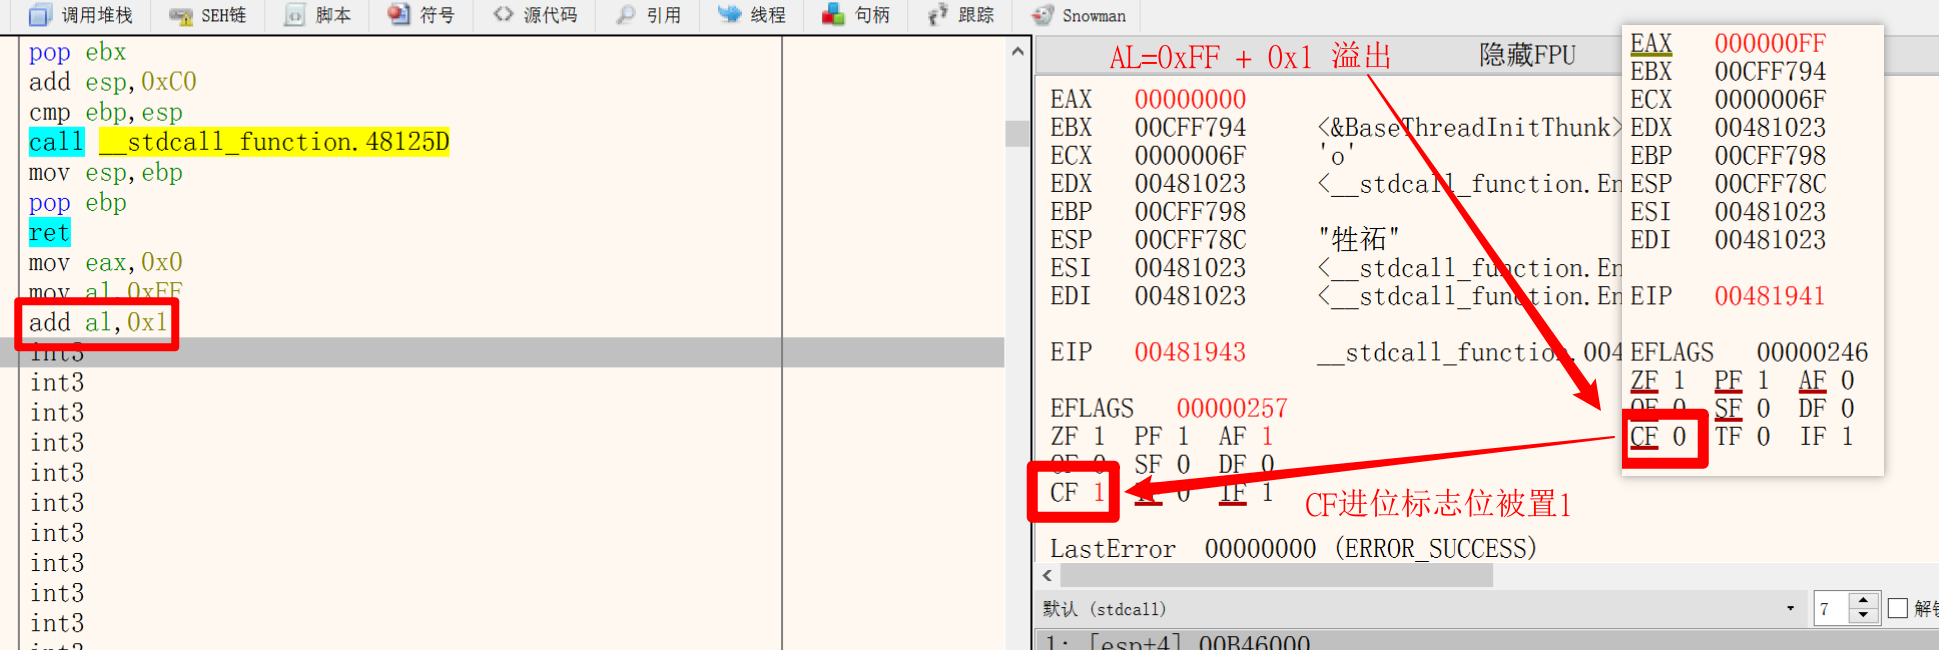 调用堆栈 SEH链 脚本 符号 源代码 引用 线程 句柄 跟踪 Snowman
pop ebx
add esp,0xC0
cmp ebp,esp
call __stdcall_function.48125D
mov esp,ebp
pop ebp
ret
mov eax,0x0
mov al,0xFF
add al,0x1
int3
int3
int3
int3
int3
int3
int3
int3
int3
int3
int3
AL=0xFF + 0x1 溢出 隐藏FPU
EAX 00000000
EBX 00CFF794 <&BaseThreadInitThunk>
ECX 0000006F 'o'
EDX 00481023 <__stdcall_function.En
EBP 00CFF798
ESP 00CFF78C "牲祏"
ESI 00481023 <__stdcall_function.En
EDI 00481023 <__stdcall_function.En
EIP 00481943 __stdcall_function.004
EFLAGS 00000257
ZF 1 PF 1 AF 1
OF 0 SF 0 DF 0
CF 1 TF 0 IF 1
CF进位标志位被置1
LastError 00000000 (ERROR_SUCCESS)
EAX 000000FF
EBX 00CFF794
ECX 0000006F
EDX 00481023
EBP 00CFF798
ESP 00CFF78C
ESI 00481023
EDI 00481023
EIP 00481941
EFLAGS 00000246
ZF 1 PF 1 AF 0
OF 0 SF 0 DF 0
CF 0 TF 0 IF 1
默认 (stdcall) 7 解锁
1: [esp+4] 00B46000